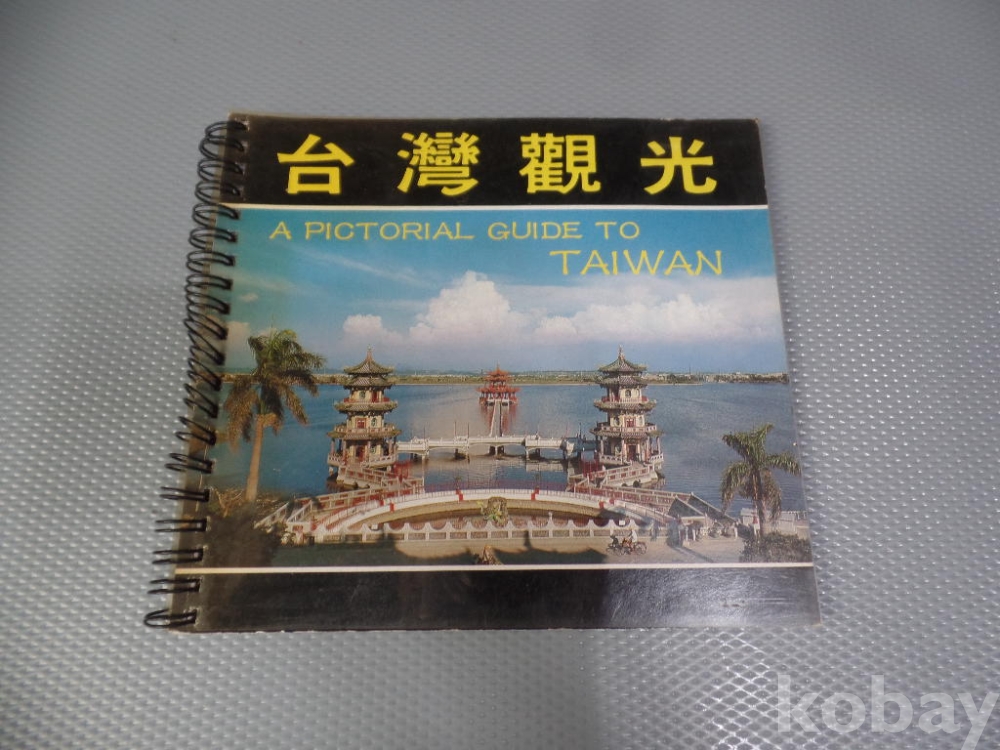 台灣觀光
A PICTORIAL GUIDE TO
TAIWAN
kobay